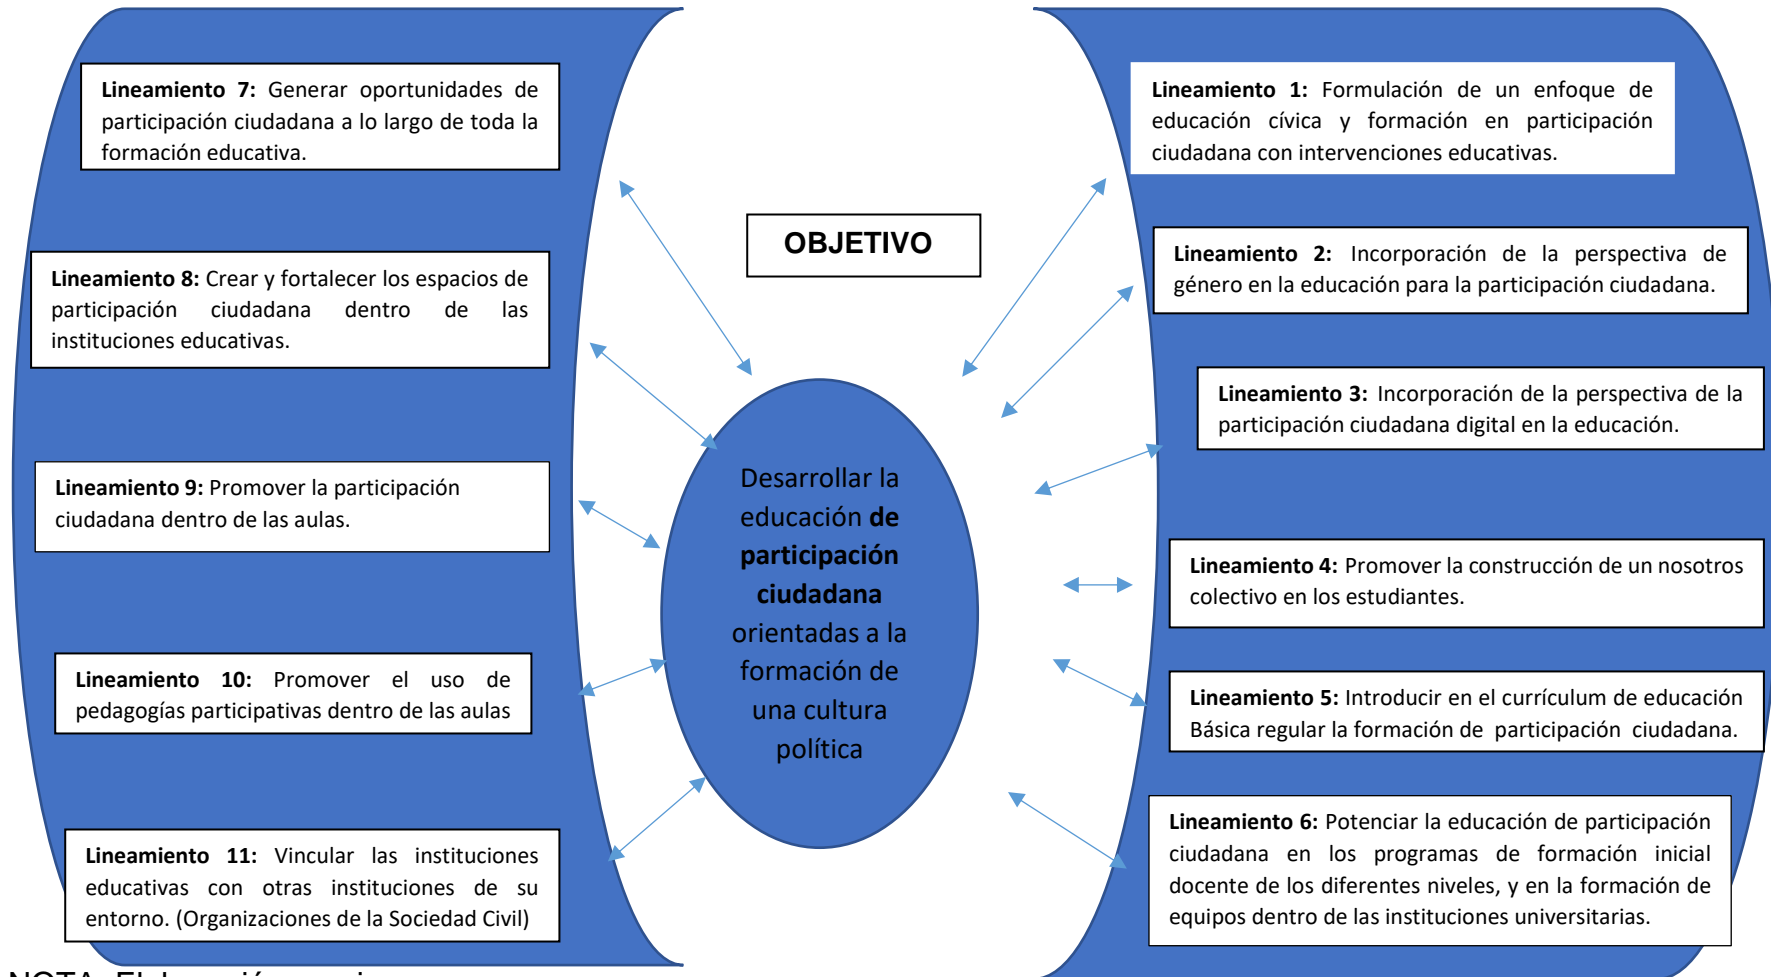 Lineamiento 7: Generar oportunidades de
participación ciudadana a lo largo de toda la
formación educativa.
Lineamiento 8: Crear y fortalecer los espacios de
participación ciudadana dentro de las
instituciones educativas.
Lineamiento 9: Promover la participación
ciudadana dentro de las aulas.
Lineamiento 10: Promover el uso de
pedagogías participativas dentro de las aulas
Lineamiento 11: Vincular las instituciones
educativas con otras instituciones de su
entorno. (Organizaciones de la Sociedad Civil)
OBJETIVO
Desarrollar la
educación de
participación
ciudadana
orientadas a la
formación de
una cultura
política
Lineamiento 1: Formulación de un enfoque de
educación cívica y formación en participación
ciudadana con intervenciones educativas.
Lineamiento 2: Incorporación de la perspectiva de
género en la educación para la participación ciudadana.
Lineamiento 3: Incorporación de la perspectiva de la
participación ciudadana digital en la educación.
Lineamiento 4: Promover la construcción de un nosotros
colectivo en los estudiantes.
Lineamiento 5: Introducir en el currículum de educación
Básica regular la formación de participación ciudadana.
Lineamiento 6: Potenciar la educación de participación
ciudadana en los programas de formación inicial
docente de los diferentes niveles, y en la formación de
equipos dentro de las instituciones universitarias.